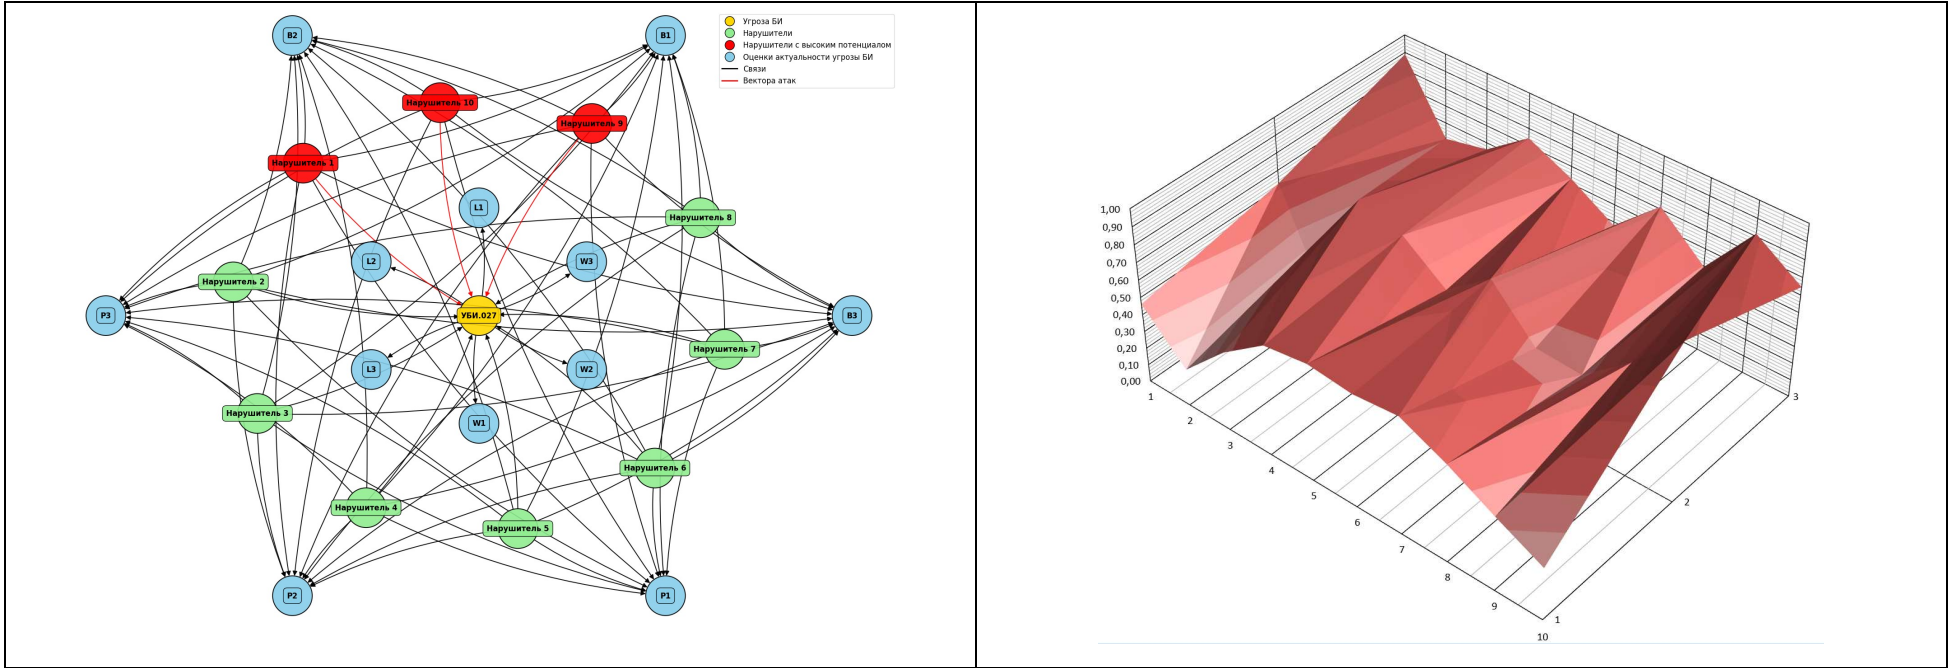 B2
B1
Угроза БИ
Нарушители
Нарушители с высоким потенциалом
Оценки актуальности угрозы БИ
Связи
Вектора атак
Нарушитель 10
Нарушитель 9
Нарушитель 1
L1
Нарушитель 8
L2
W3
Нарушитель 2
P3
УБИ.027
B3
Нарушитель 7
L3
W2
Нарушитель 3
W1
Нарушитель 6
Нарушитель 4
Нарушитель 5
P2
P1
1,00
0,90
0,80
0,70
0,60
0,50
0,40
0,30
0,20
0,10
0,00
1
2
3
4
5
6
7
8
9
10
1
2
3